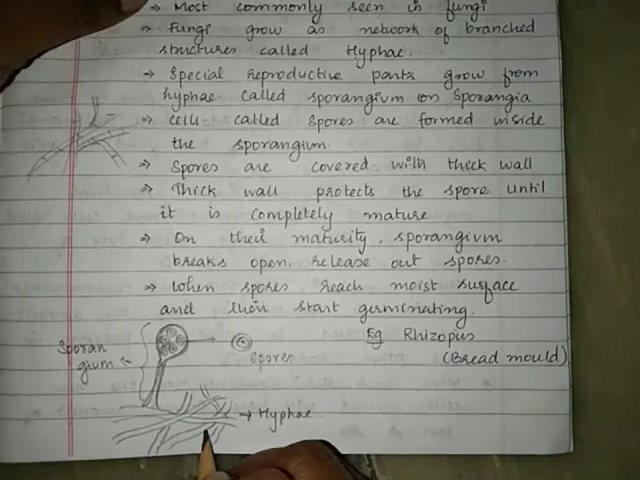 → Most commonly seen in fungi
→ Fungi grow as network of branched
structures called Hyphae.
→ Special reproductive parts grow from
hyphae called sporangium (or) Sporangia
→ Cells called Spores are formed inside
the sporangium
→ Spores are covered with thick wall
→ Thick wall protects the spore until
it is completely mature
→ On their maturity, sporangium
breaks open, release out spores.
→ When spores reach moist surface
and then start germinating.
Eg Rhizopus
(Bread mould)
Sporan
gium
Spores
→ Hyphae